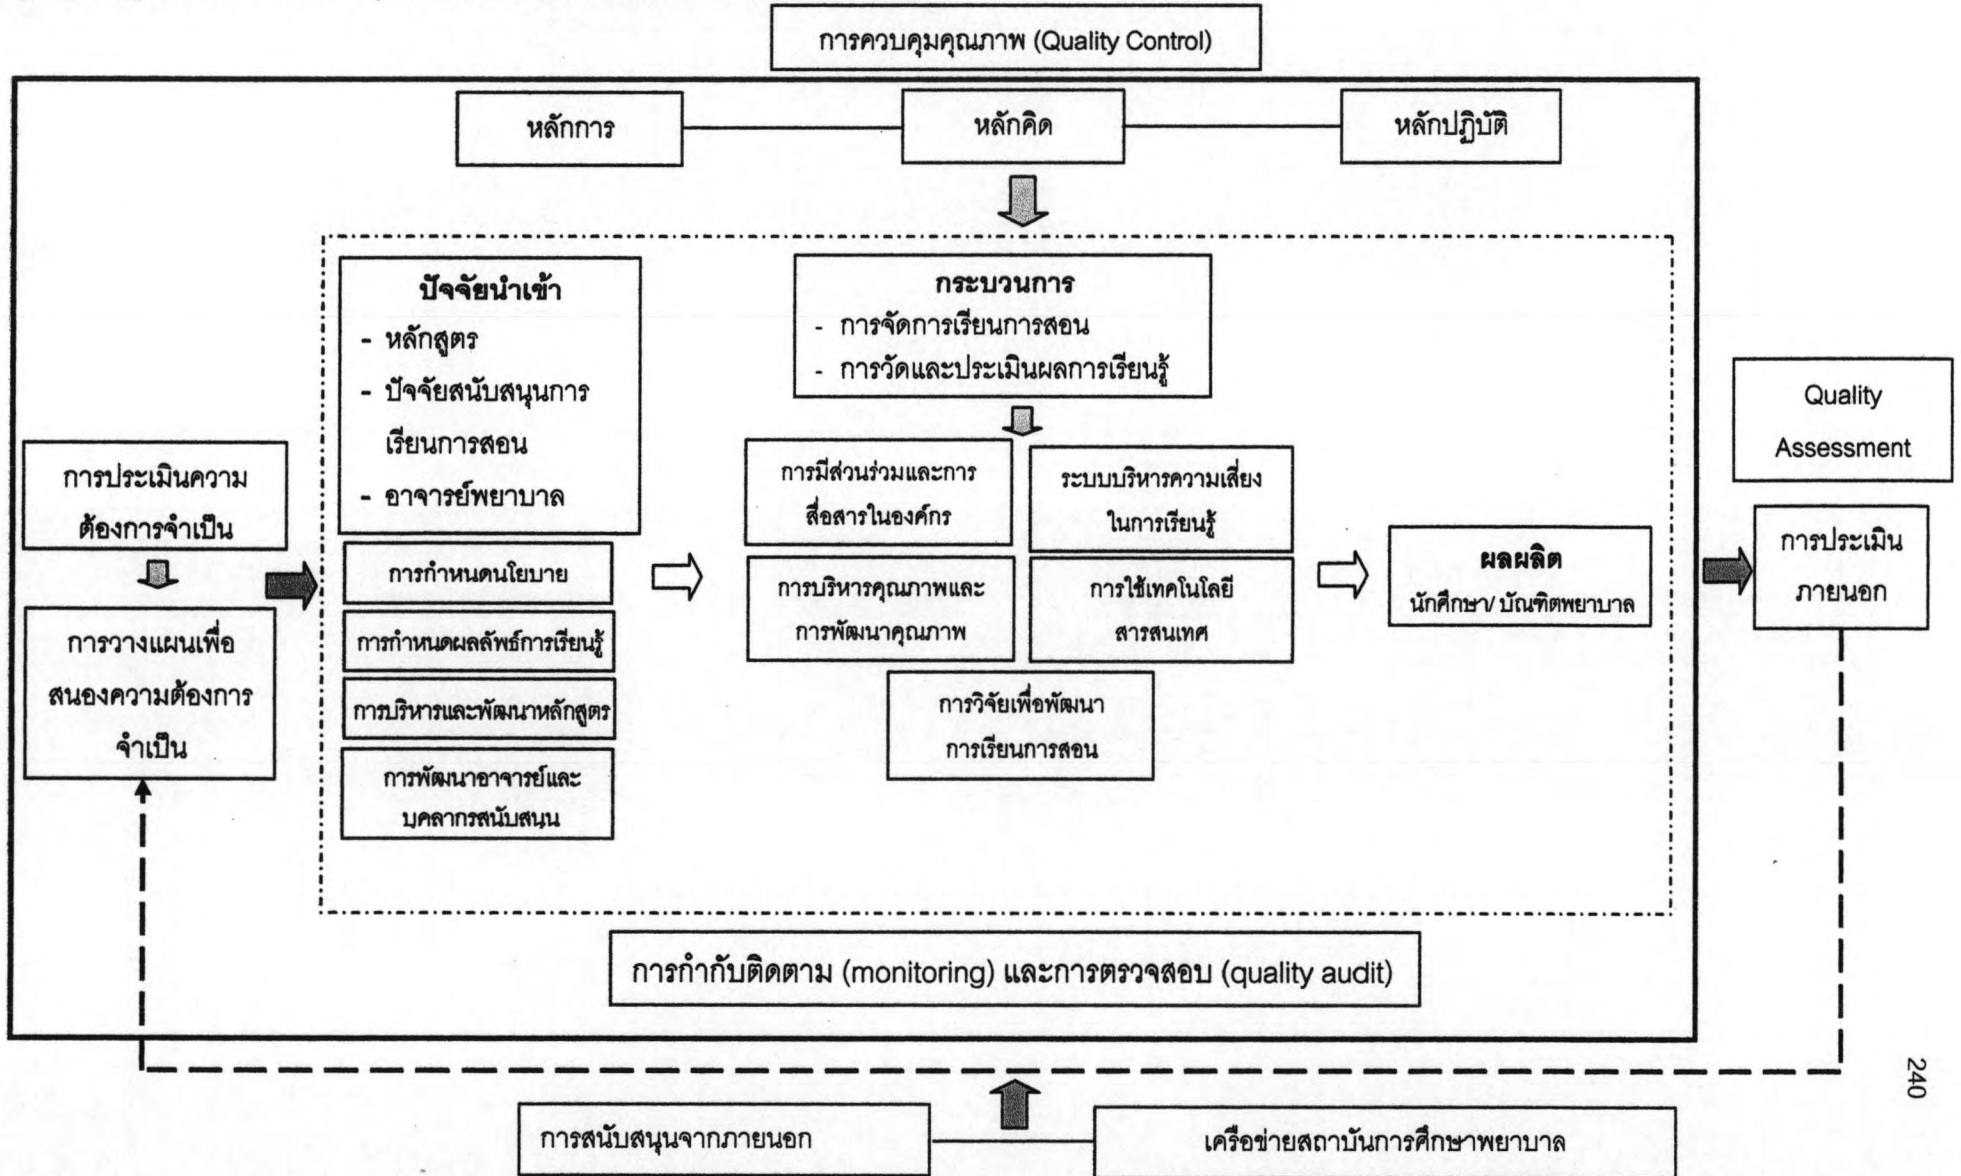 การควบคุมคุณภาพ (Quality Control)
หลักการ
หลักคิด
หลักปฏิบัติ
ปัจจัยนำเข้า
- หลักสูตร
- ปัจจัยสนับสนุนการ
เรียนการสอน
- อาจารย์พยาบาล
กระบวนการ
- การจัดการเรียนการสอน
- การวัดและประเมินผลการเรียนรู้
Quality
Assessment
การประเมินความ
ต้องการจำเป็น
การวางแผนเพื่อ
สนองความต้องการ
จำเป็น
การกำหนดนโยบาย
การกำหนดผลลัพธ์การเรียนรู้
การบริหารและพัฒนาหลักสูตร
การพัฒนาอาจารย์และ
บุคลากรสนับสนุน
การมีส่วนร่วมและการ
สื่อสารในองค์กร
ระบบบริหารความเสี่ยง
ในการเรียนรู้
การบริหารคุณภาพและ
การพัฒนาคุณภาพ
การใช้เทคโนโลยี
สารสนเทศ
การวิจัยเพื่อพัฒนา
การเรียนการสอน
ผลผลิต
นักศึกษา/ บัณฑิตพยาบาล
การประเมิน
ภายนอก
การกำกับติดตาม (monitoring) และการตรวจสอบ (quality audit)
การสนับสนุนจากภายนอก
เครือข่ายสถาบันการศึกษาพยาบาล
240